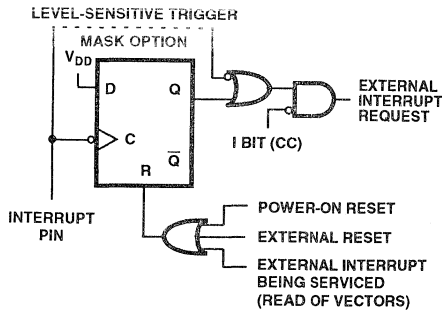 LEVEL-SENSITIVE TRIGGER
MASK OPTION
VDD
D
Q
C
Q
R
EXTERNAL
INTERRUPT
REQUEST
I BIT (CC)
INTERRUPT
PIN
POWER-ON RESET
EXTERNAL RESET
EXTERNAL INTERRUPT
BEING SERVICED
(READ OF VECTORS)